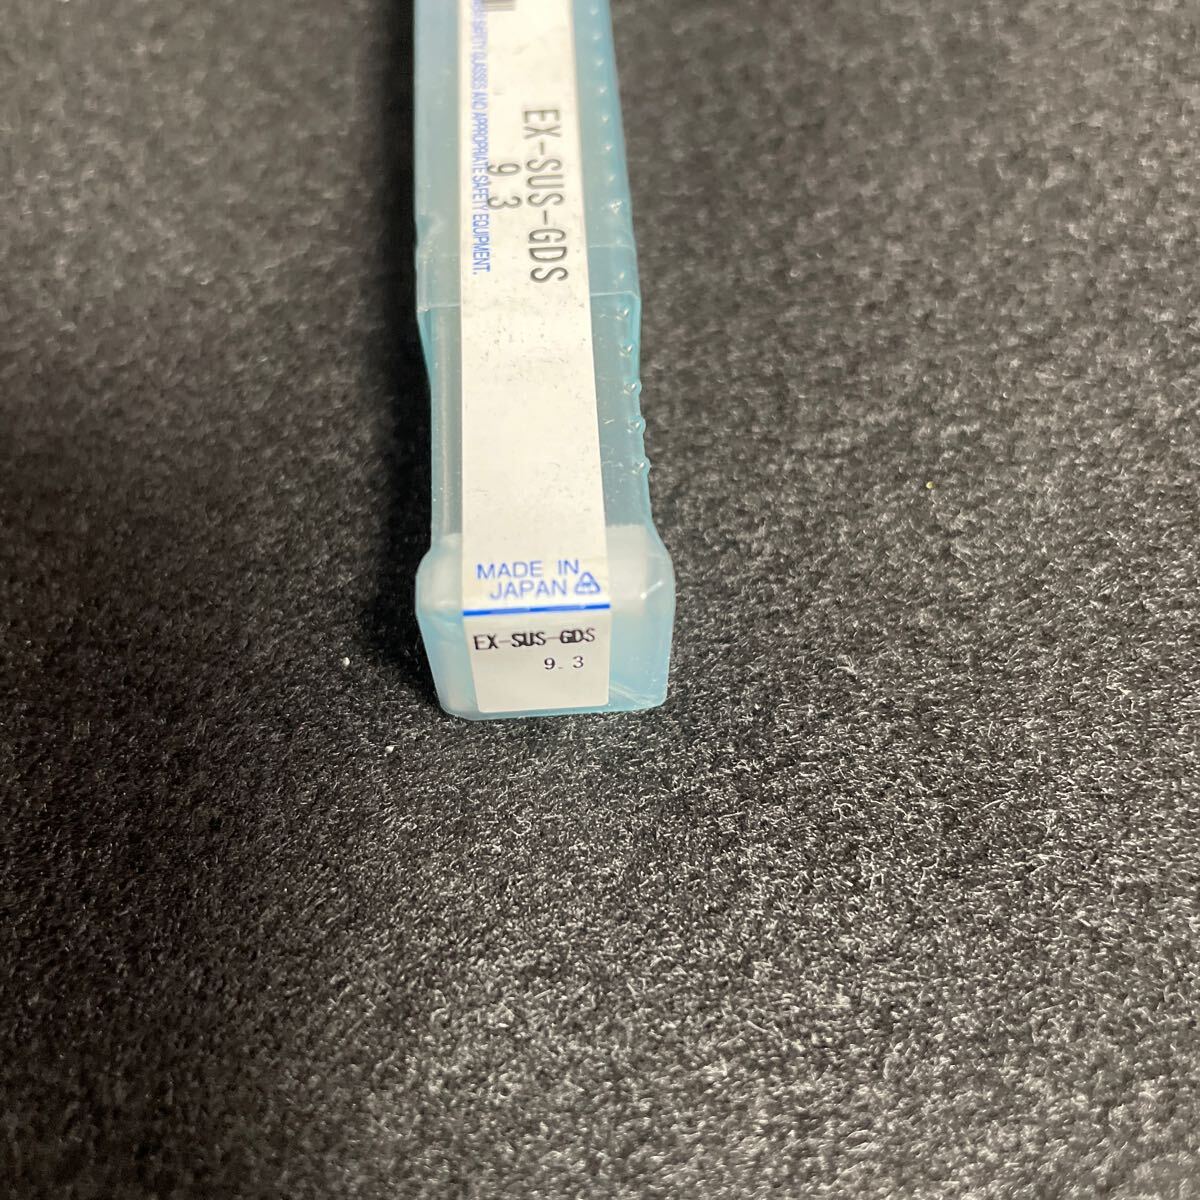 SAFETY GLASSES AND APPROPRIATE SAFETY EQUIPMENT.
EX-SUS-GDS
9.3
MADE IN
JAPAN
EX-SUS-GDS
9.3